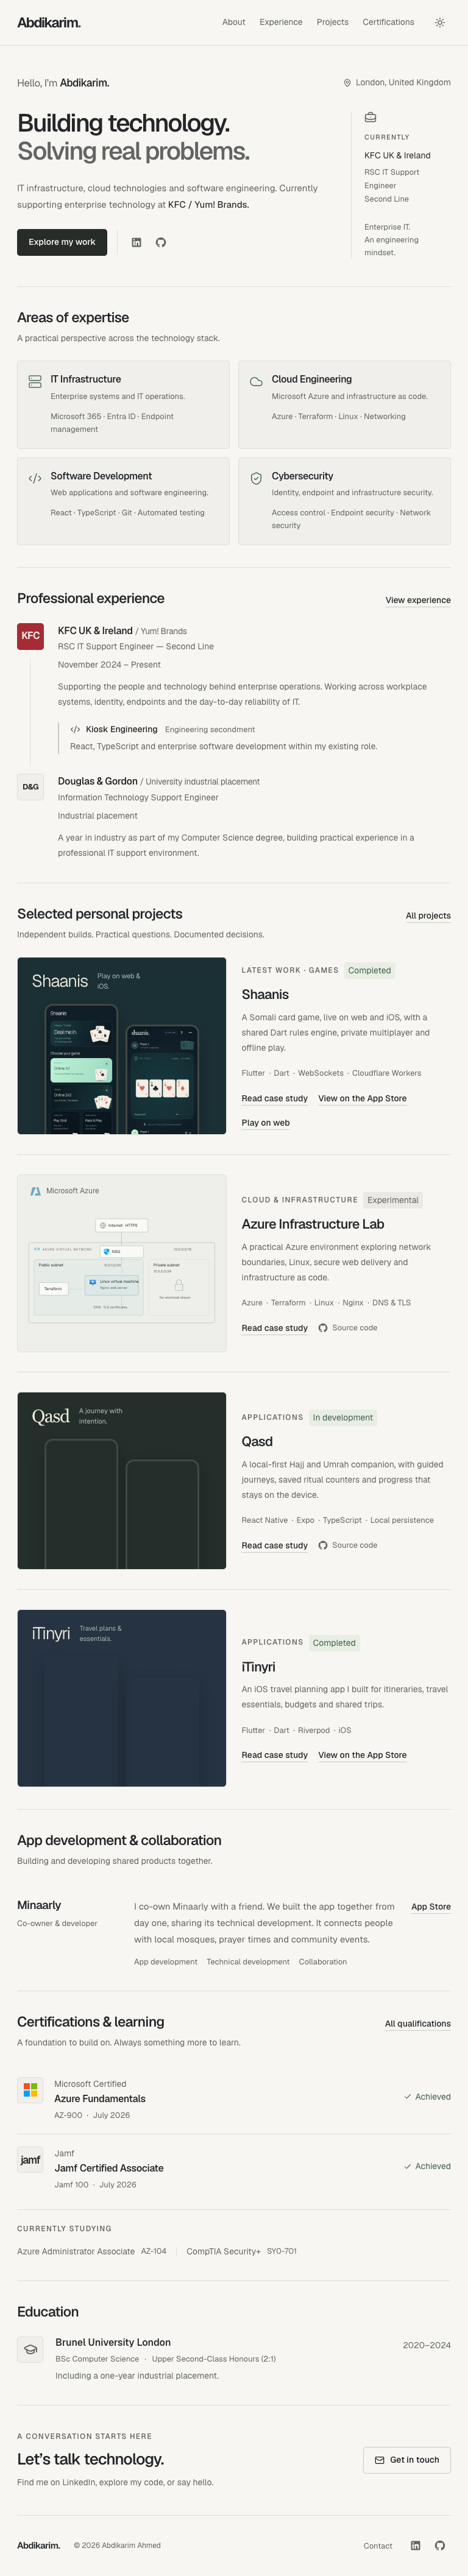 Abdikarim.
About Experience Projects Certifications
Hello, I'm Abdikarim.
London, United Kingdom
Building technology.
Solving real problems.
IT infrastructure, cloud technologies and software engineering. Currently
supporting enterprise technology at KFC / Yum! Brands.
Explore my work
CURRENTLY
KFC UK & Ireland
RSC IT Support
Engineer
Second Line
Enterprise IT.
An engineering
mindset.
Areas of expertise
A practical perspective across the technology stack.
IT Infrastructure
Enterprise systems and IT operations.
Microsoft 365 · Entra ID · Endpoint
management
Cloud Engineering
Microsoft Azure and infrastructure as code.
Azure · Terraform · Linux · Networking
Software Development
Web applications and software engineering.
React · TypeScript · Git · Automated testing
Cybersecurity
Identity, endpoint and infrastructure security.
Access control · Endpoint security · Network
security
Professional experience
View experience
KFC
KFC UK & Ireland / Yum! Brands
RSC IT Support Engineer — Second Line
November 2024 – Present
Supporting the people and technology behind enterprise operations. Working across workplace
systems, identity, endpoints and the day-to-day reliability of IT.
Kiosk Engineering Engineering secondment
React, TypeScript and enterprise software development within my existing role.
D&G
Douglas & Gordon / University industrial placement
Information Technology Support Engineer
Industrial placement
A year in industry as part of my Computer Science degree, building practical experience in a
professional IT support environment.
Selected personal projects
All projects
Independent builds. Practical questions. Documented decisions.
Shaanis
Play on web &
iOS.
Shaanis
Deal me in.
Choose your game
shaanis.
LATEST WORK · GAMES Completed
Shaanis
A Somali card game, live on web and iOS, with a
shared Dart rules engine, private multiplayer and
offline play.
Flutter · Dart · WebSockets · Cloudflare Workers
Read case study View on the App Store
Play on web
Microsoft Azure
Internet HTTPS
AZURE VIRTUAL NETWORK
NSG
Public subnet
Private subnet
Terraform
Linux virtual machine
CLOUD & INFRASTRUCTURE Experimental
Azure Infrastructure Lab
A practical Azure environment exploring network
boundaries, Linux, secure web delivery and
infrastructure as code.
Azure · Terraform · Linux · Nginx · DNS & TLS
Read case study Source code
Qasd
A journey with
intention.
APPLICATIONS In development
Qasd
A local-first Hajj and Umrah companion, with guided
journeys, saved ritual counters and progress that
stays on the device.
React Native · Expo · TypeScript · Local persistence
Read case study Source code
iTinyri
Travel plans &
essentials.
APPLICATIONS Completed
iTinyri
An iOS travel planning app I built for itineraries, travel
essentials, budgets and shared trips.
Flutter · Dart · Riverpod · iOS
Read case study View on the App Store
App development & collaboration
Building and developing shared products together.
Minaarly
Co-owner & developer
I co-own Minaarly with a friend. We built the app together from
day one, sharing its technical development. It connects people
with local mosques, prayer times and community events.
App development Technical development Collaboration
App Store
Certifications & learning
All qualifications
A foundation to build on. Always something more to learn.
Microsoft Certified
Azure Fundamentals
AZ-900 · July 2026
Achieved
jamf
Jamf
Jamf Certified Associate
Jamf 100 · July 2026
Achieved
CURRENTLY STUDYING
Azure Administrator Associate AZ-104
CompTIA Security+ SY0-701
Education
Brunel University London
2020–2024
BSc Computer Science · Upper Second-Class Honours (2:1)
Including a one-year industrial placement.
A CONVERSATION STARTS HERE
Let's talk technology.
Find me on LinkedIn, explore my code, or say hello.
Get in touch
Abdikarim.
© 2026 Abdikarim Ahmed
Contact